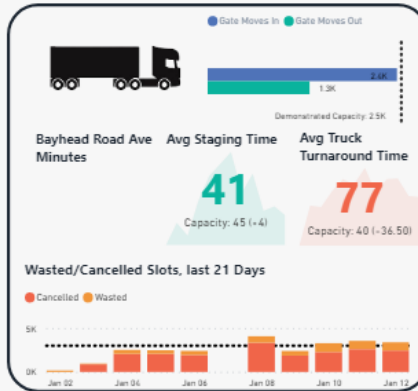 Gate Moves In Gate Moves Out
2.4K
1.3K
Demonstrated Capacity: 2.5K
Bayhead Road Ave Minutes
Avg Staging Time
41
Capacity: 45 (+4)
Avg Truck Turnaround Time
77
Capacity: 40 (-36.50)
Wasted/Cancelled Slots, last 21 Days
Cancelled Wasted
5K
0K
Jan 02 Jan 04 Jan 06 Jan 08 Jan 10 Jan 12